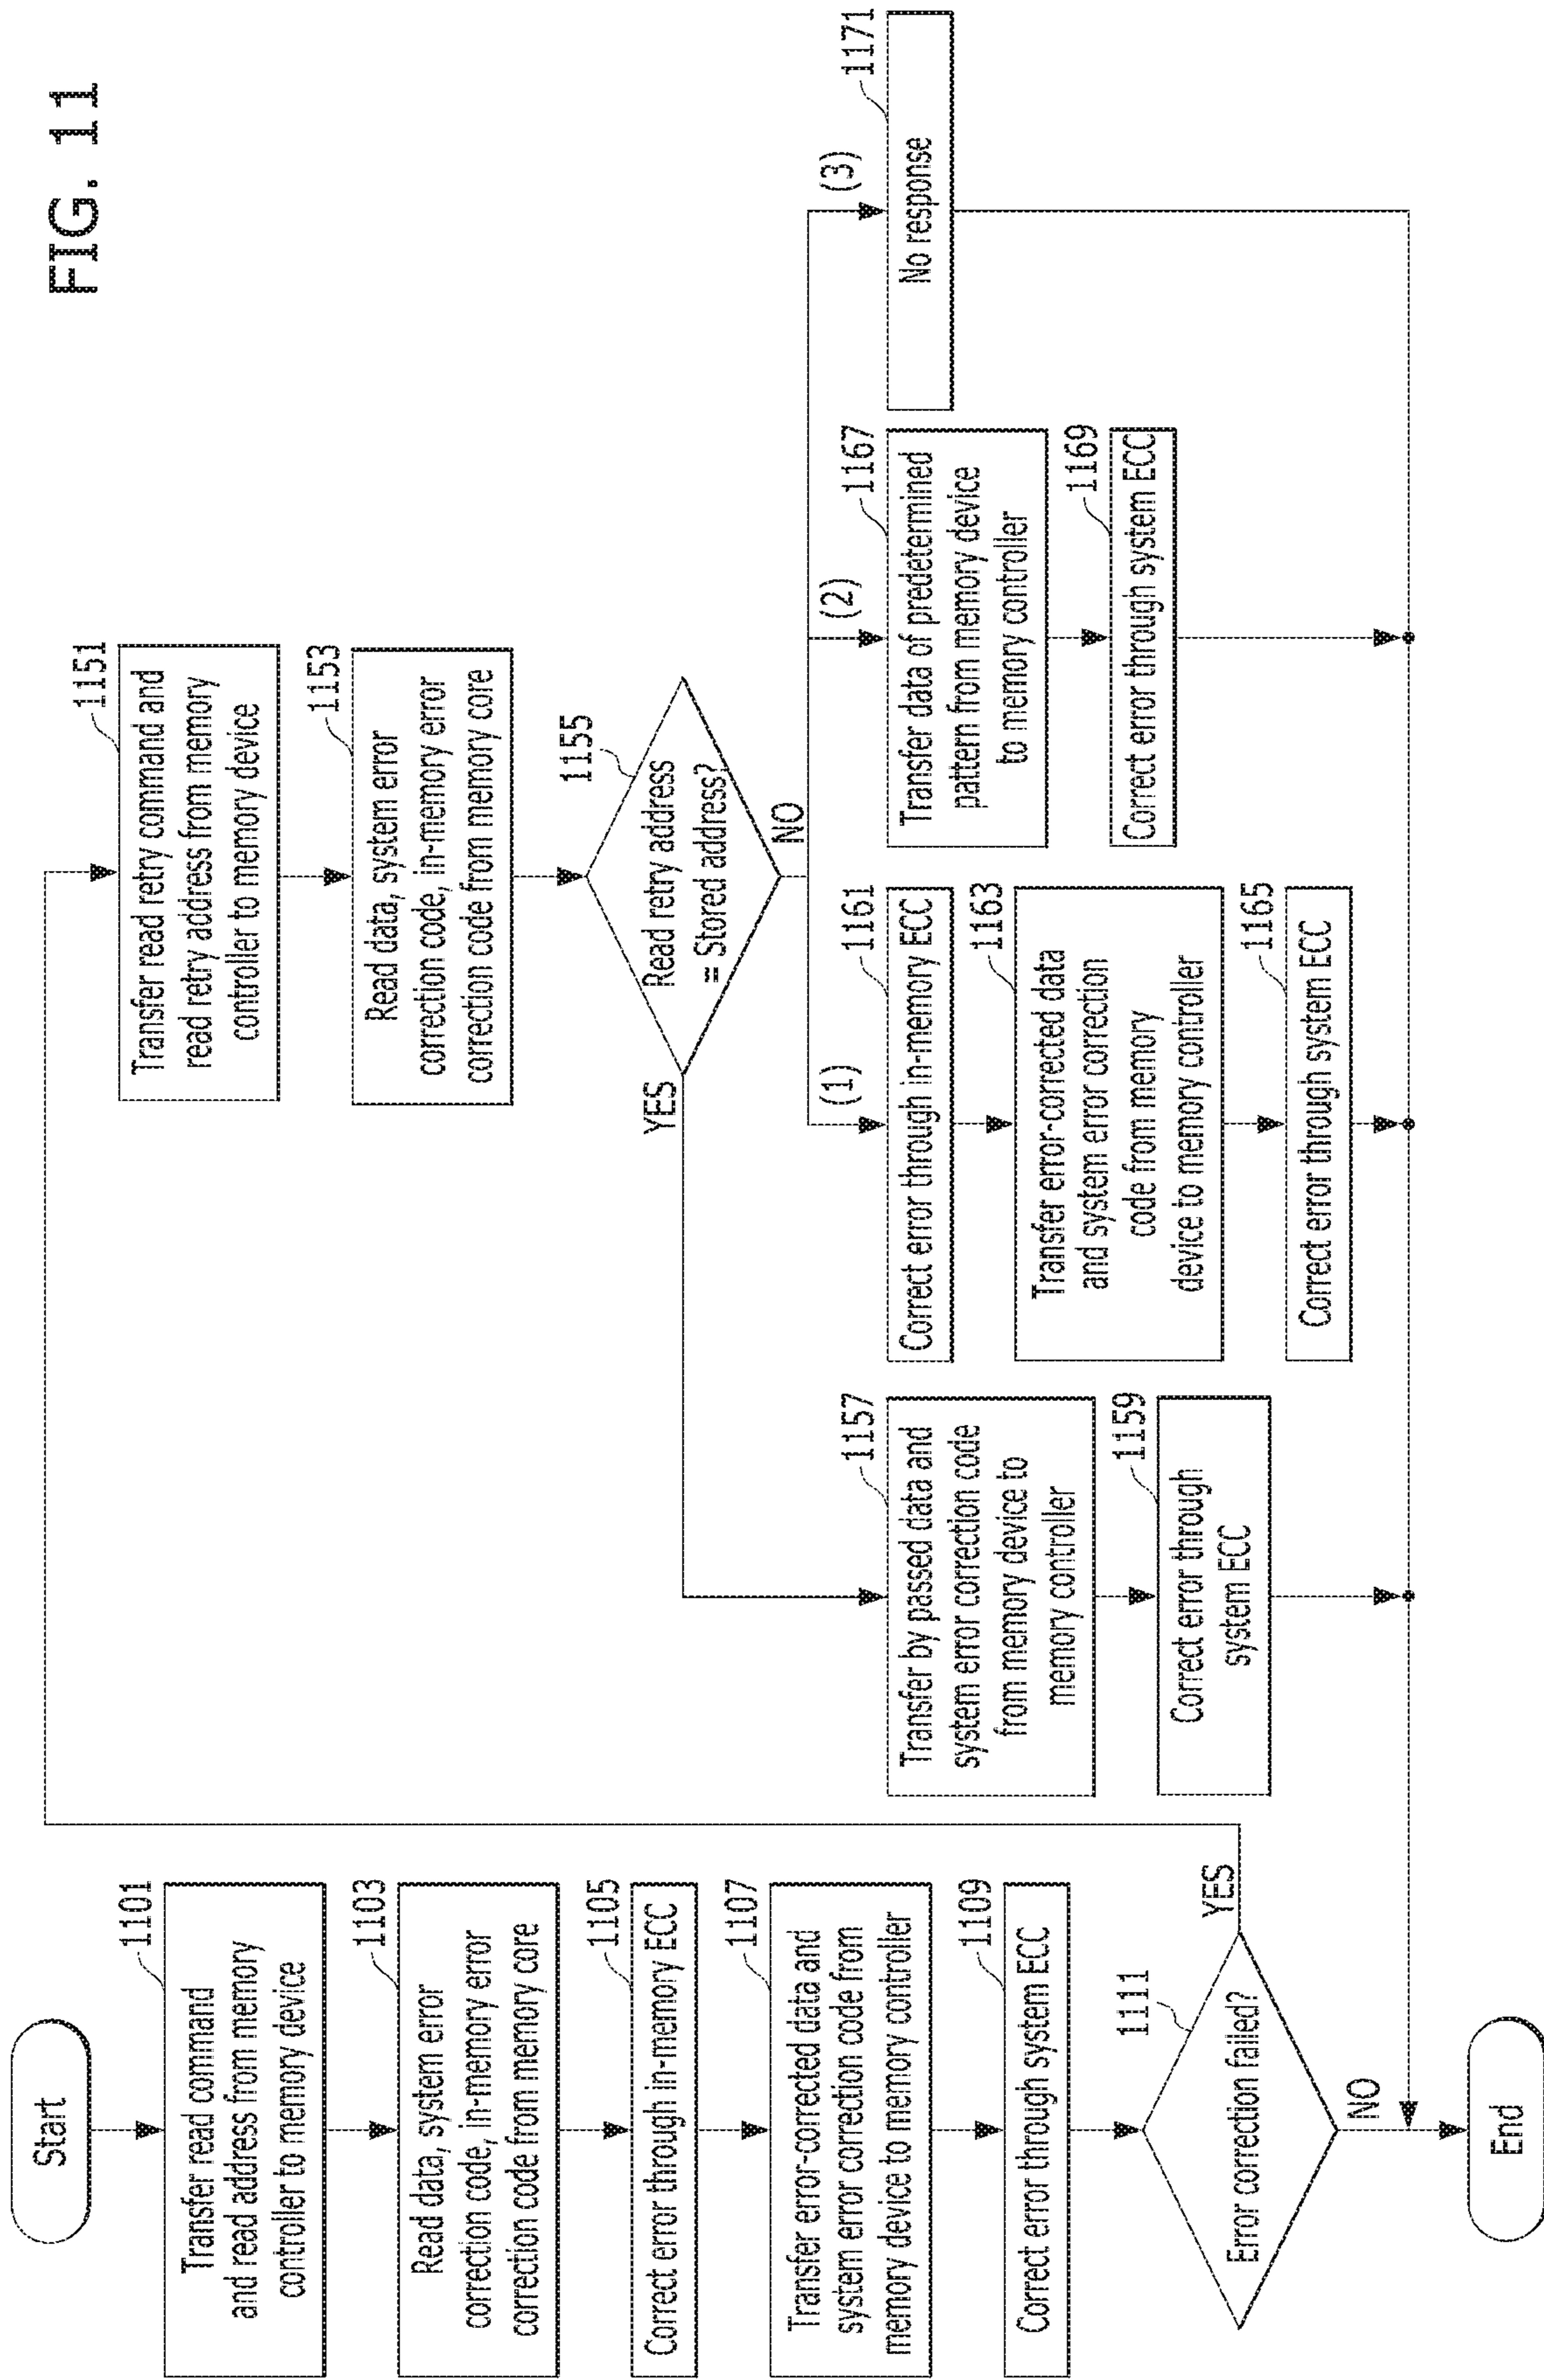 FIG. 11
Start
1101
Transfer read command
and read address from memory
controller to memory device
1103
Read data, system error
correction code, in-memory error
correction code from memory core
1105
Correct error through in-memory ECC
1107
Transfer error-corrected data and
system error correction code from
memory device to memory controller
1109
Correct error through system ECC
1111
Error correction failed?
YES
NO
End
1151
Transfer read retry command and
read retry address from memory
controller to memory device
1153
Read data, system error
correction code, in-memory error
correction code from memory core
1155
Read retry address
= Stored address?
YES
NO
1157
Transfer by passed data and
system error correction code
from memory device to
memory controller
1159
Correct error through
system ECC
(1)
1161
Correct error through in-memory ECC
1163
Transfer error-corrected data
and system error correction
code from memory
device to memory controller
1165
Correct error through system ECC
(2)
1167
Transfer data of predetermined
pattern from memory device
to memory controller
1169
Correct error through system ECC
(3)
1171
No response